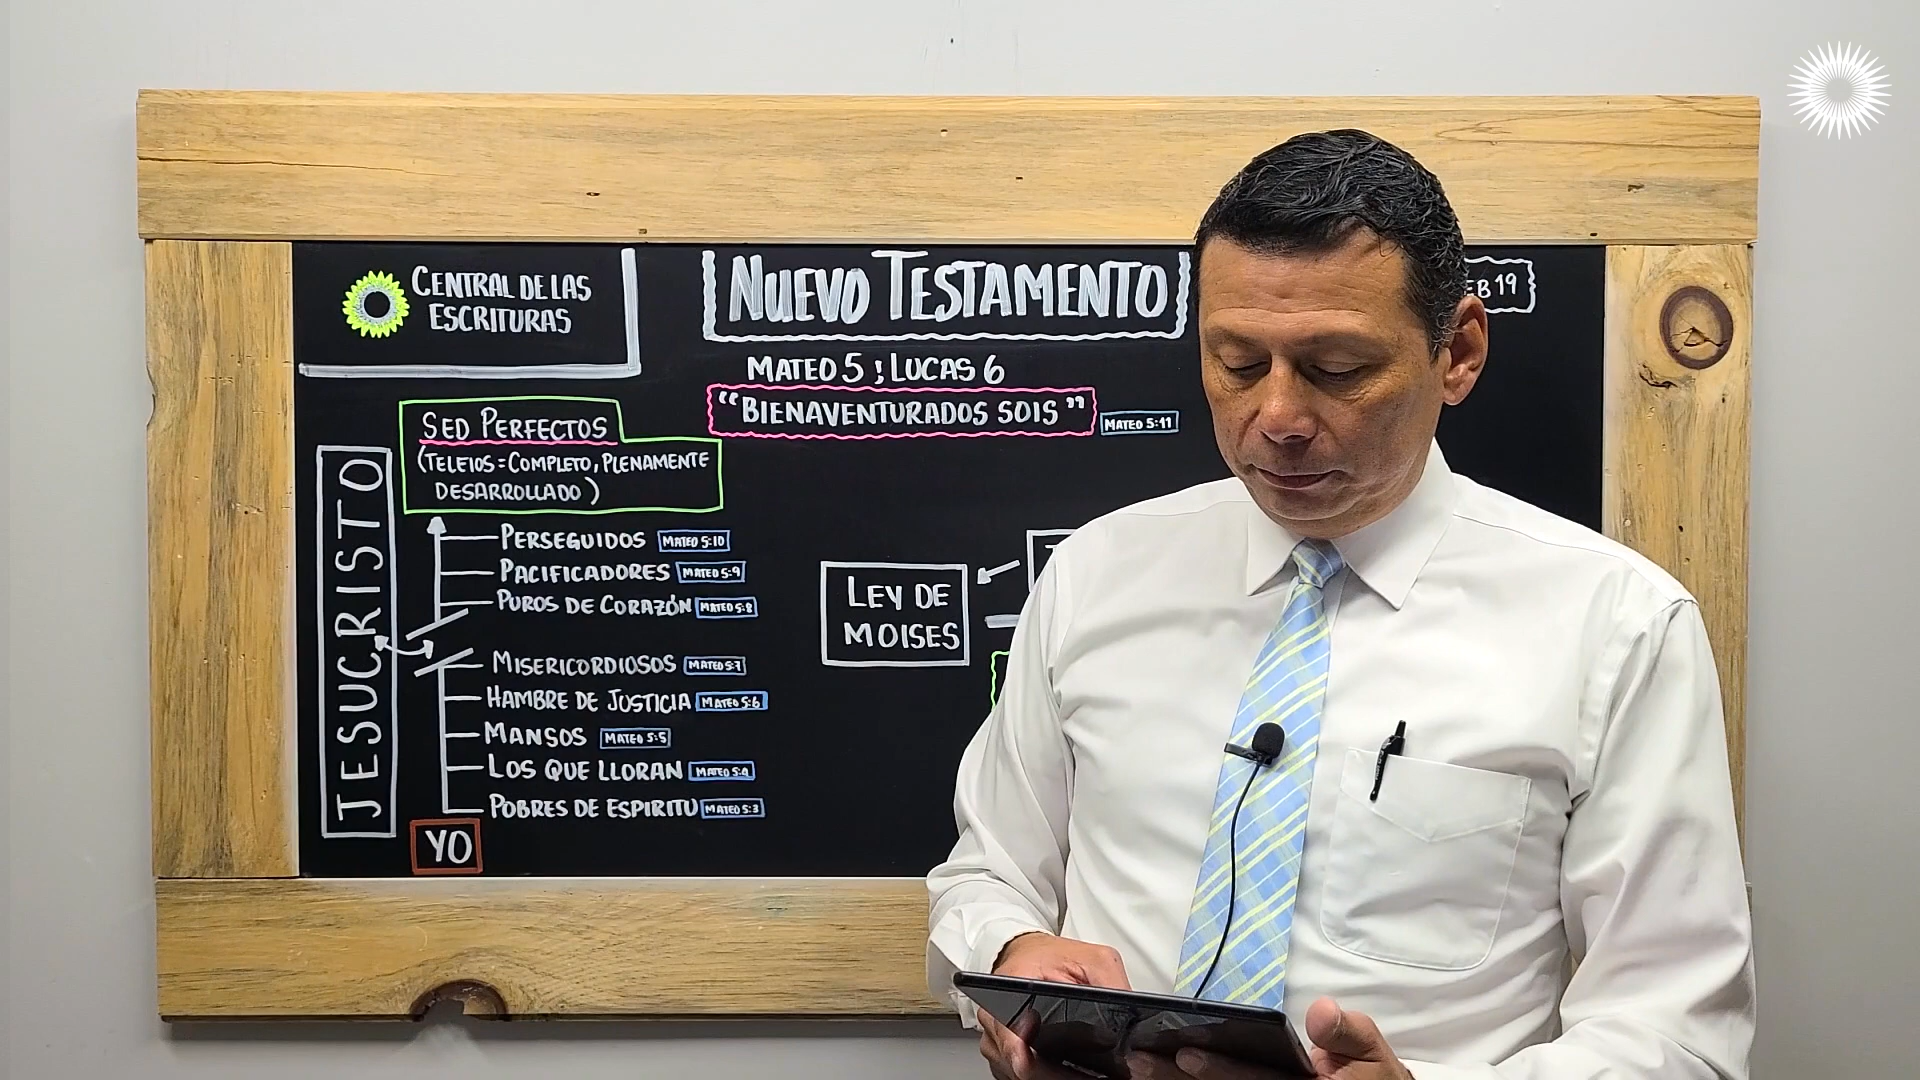 CENTRAL DE LAS
ESCRITURAS
NUEVO TESTAMENTO
EB 19
MATEO 5 ; LUCAS 6
"BIENAVENTURADOS SOIS"
MATEO 5:11
SED PERFECTOS
(TELEIOS = COMPLETO, PLENAMENTE
DESARROLLADO)
JESUCRISTO
PERSEGUIDOS MATEO 5:10
PACIFICADORES MATEO 5:9
PUROS DE CORAZÓN MATEO 5:8
MISERICORDIOSOS MATEO 5:7
HAMBRE DE JUSTICIA MATEO 5:6
MANSOS MATEO 5:5
LOS QUE LLORAN MATEO 5:4
POBRES DE ESPIRITU MATEO 5:3
YO
LEY DE
MOISES